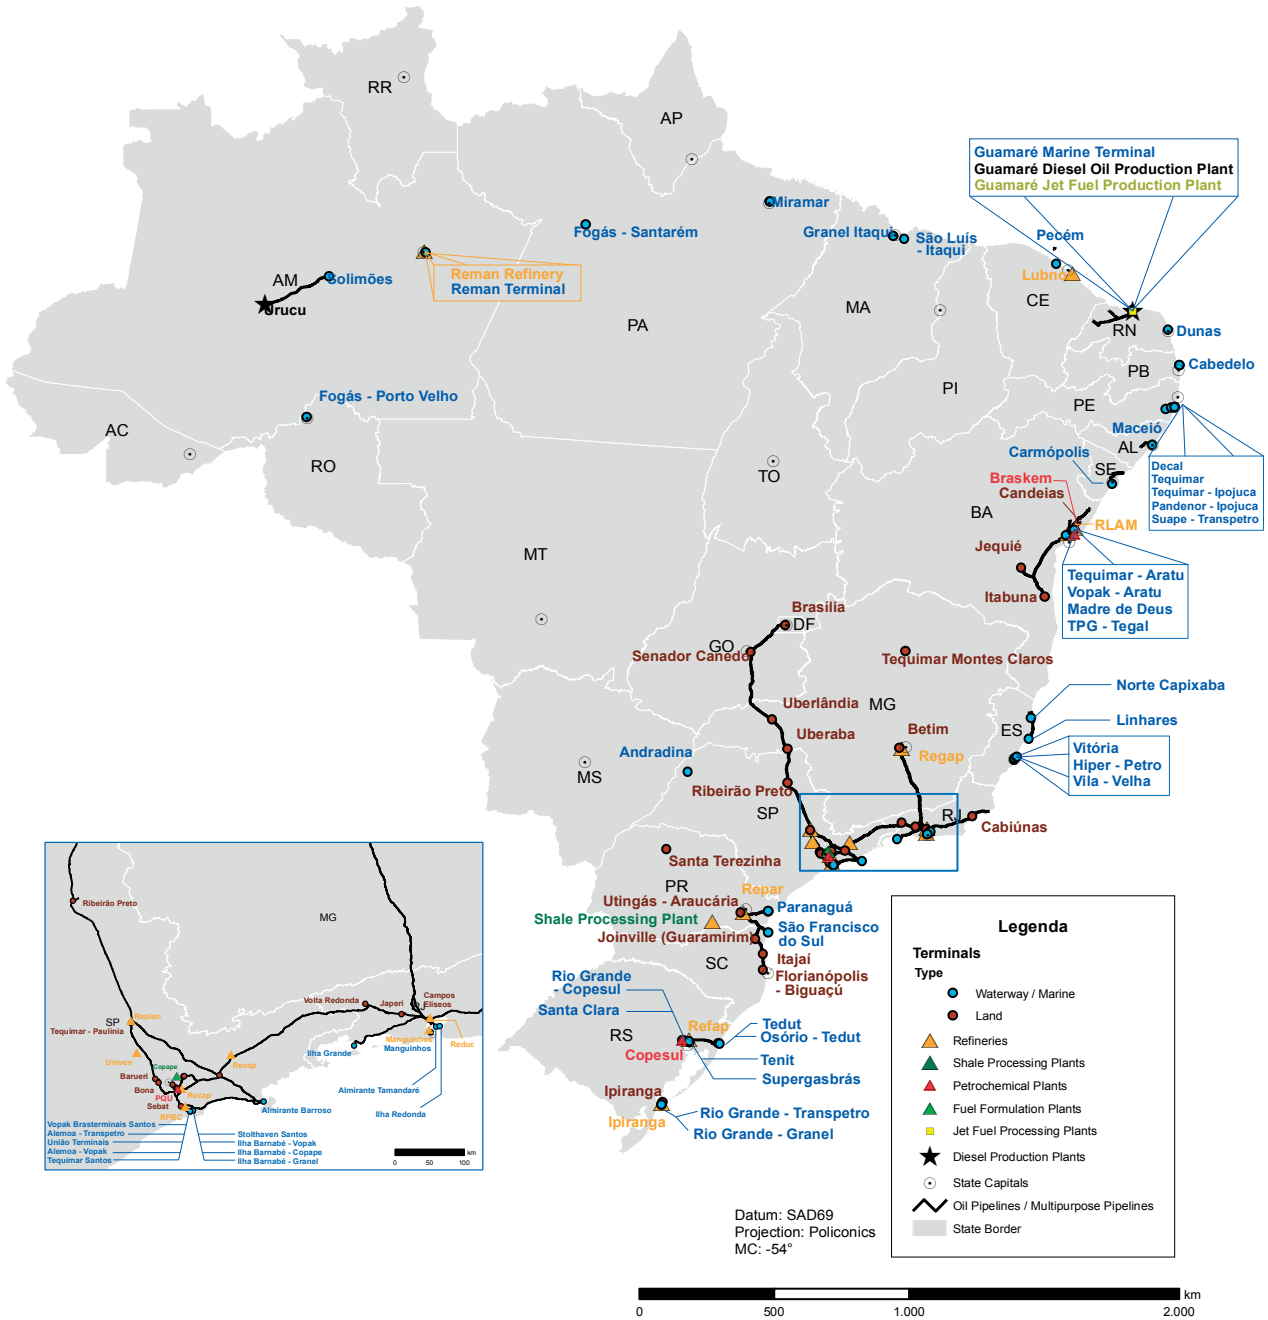 RR
AP
Guamaré Marine Terminal
Guamaré Diesel Oil Production Plant
Guamaré Jet Fuel Production Plant
Miramar
Fogás - Santarém
Granel Itaqui
São Luís
- Itaqui
Pecém
Lubnor
AM
Solimões
Urucu
Reman Refinery
Reman Terminal
PA
MA
CE
RN
Dunas
PB
Cabedelo
PI
PE
Fogás - Porto Velho
AC
RO
TO
Maceió
AL
Carmópolis
SE
Decal
Tequimar
Tequimar - Ipojuca
Pandenor - Ipojuca
Suape - Transpetro
Braskem
Candeias
BA
RLAM
Jequié
Itabuna
Tequimar - Aratu
Vopak - Aratu
Madre de Deus
TPG - Tegal
MT
Brasília
DF
GO
Senador Canedo
Tequimar Montes Claros
Norte Capixaba
Uberlândia
MG
Uberaba
Betim
Regap
ES
Linhares
Vitória
Hiper - Petro
Vila - Velha
Andradina
MS
Ribeirão Preto
SP
RJ
Cabiúnas
Santa Terezinha
PR
Repar
Utingás - Araucária
Paranaguá
Shale Processing Plant
São Francisco
do Sul
Joinville (Guaramirim)
Itajaí
SC
Florianópolis
- Biguaçü
Rio Grande
- Copesul
Santa Clara
RS
Refap
Tedut
Osório - Tedut
Copesul
Tenit
Supergasbrás
Ipiranga
Rio Grande - Transpetro
Ipiranga
Rio Grande - Granel
Ribeirão Preto
MG
Volta Redonda
Japeri
Campos
Elíseos
SP
Replan
Tequimar - Paulínia
Manguinhos
Manguinhos
Reduc
Univen
Revap
Ilha Grande
Copape
Barueri
Bona
Recap
PQU
Sebat
RPBC
Almirante Barroso
Almirante Tamandaré
Ilha Redonda
Vopak Brasterminais Santos
Alemoa - Transpetro
União Terminais
Alemoa - Vopak
Tequimar Santos
Stolthaven Santos
Ilha Barnabé - Vopak
Ilha Barnabé - Copape
Ilha Barnabé - Granel
km
0 50 100
Legenda
Terminals
Type
Waterway / Marine
Land
Refineries
Shale Processing Plants
Petrochemical Plants
Fuel Formulation Plants
Jet Fuel Processing Plants
Diesel Production Plants
State Capitals
Oil Pipelines / Multipurpose Pipelines
State Border
Datum: SAD69
Projection: Policonics
MC: -54°
km
0 500 1.000 2.000